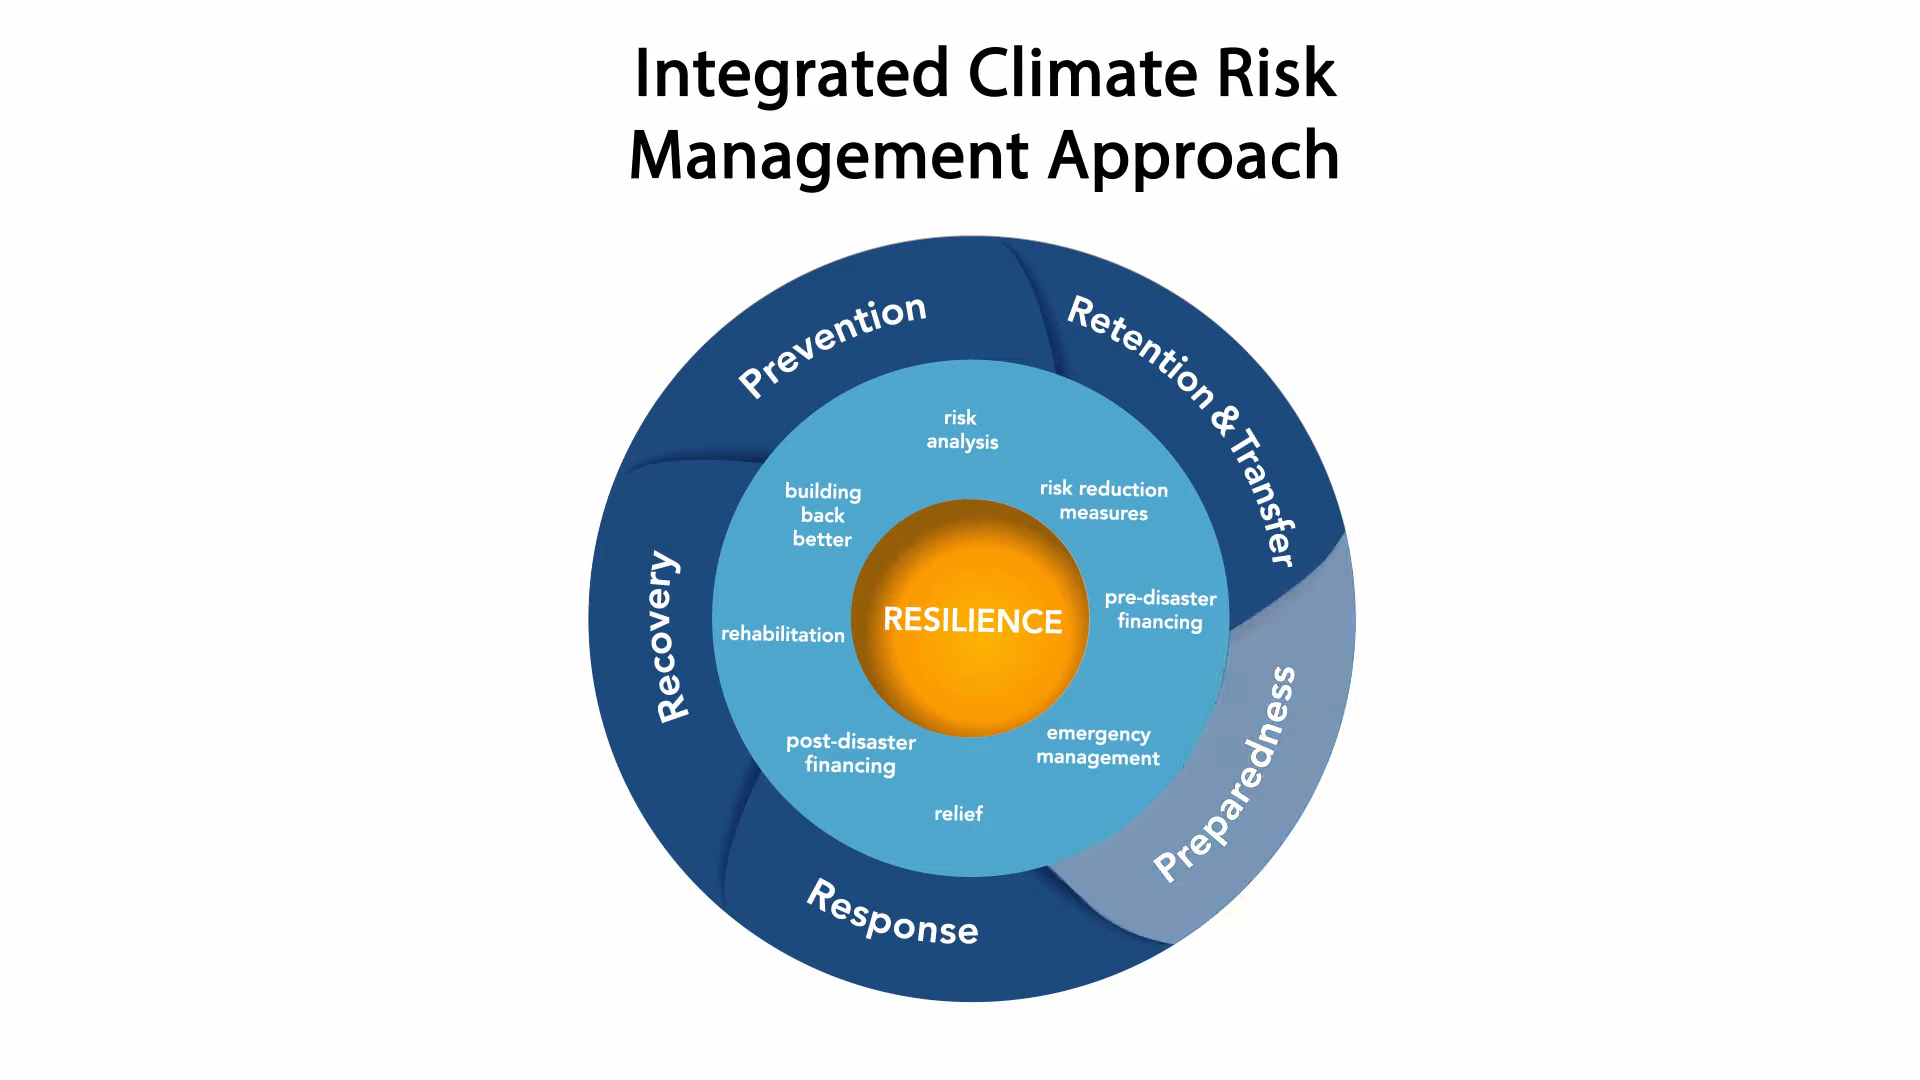 Integrated Climate Risk
Management Approach
Prevention
Retention & Transfer
Preparedness
Response
Recovery
risk
analysis
risk reduction
measures
pre-disaster
financing
emergency
management
relief
post-disaster
financing
rehabilitation
building
back
better
RESILIENCE